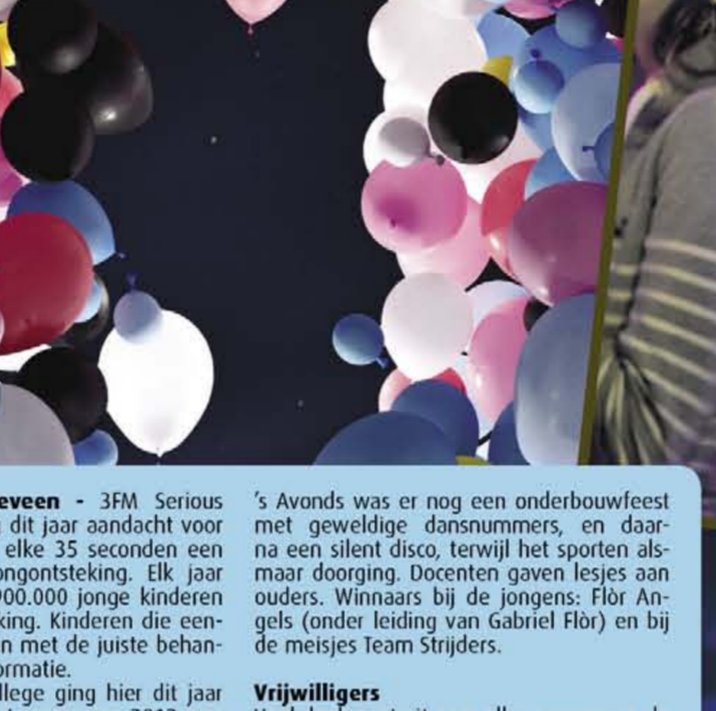 eveen - 3FM Serious
dit jaar aandacht voor
elke 35 seconden een
ongontsteking. Elk jaar
900.000 jonge kinderen
king. Kinderen die een-
n met de juiste behan-
ormatie.
llege ging hier dit jaar
's Avonds was er nog een onderbouwfeest
met geweldige dansnummers, en daar-
na een silent disco, terwijl het sporten als-
maar doorging. Docenten gaven lesjes aan
ouders. Winnaars bij de jongens: Flòr An-
gels (onder leiding van Gabriel Flòr) en bij
de meisjes Team Strijders.
Vrijwilligers